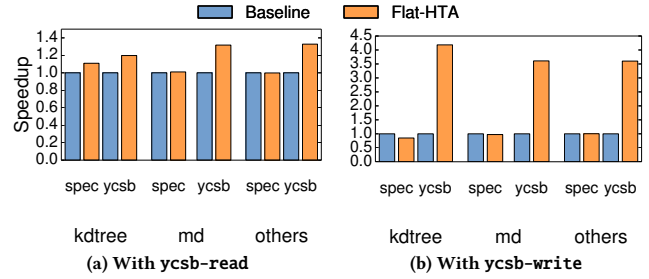 Baseline Flat-HTA
Speedup
1.4
1.2
1.0
0.8
0.6
0.4
0.2
0.0
spec ycsb spec ycsb spec ycsb
kdtree md others
(a) With ycsb-read
4.5
4.0
3.5
3.0
2.5
2.0
1.5
1.0
0.5
spec ycsb spec ycsb spec ycsb
kdtree md others
(b) With ycsb-write